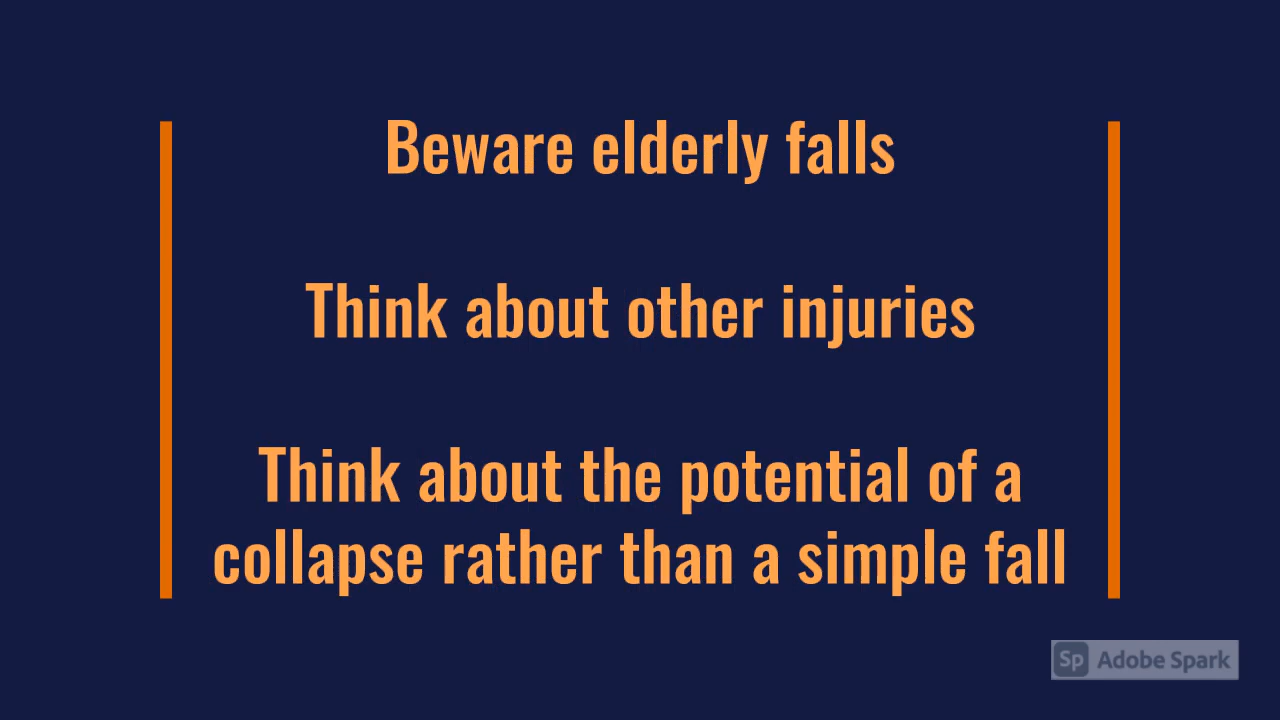 Beware elderly falls
Think about other injuries
Think about the potential of a
collapse rather than a simple fall
Sp Adobe Spark